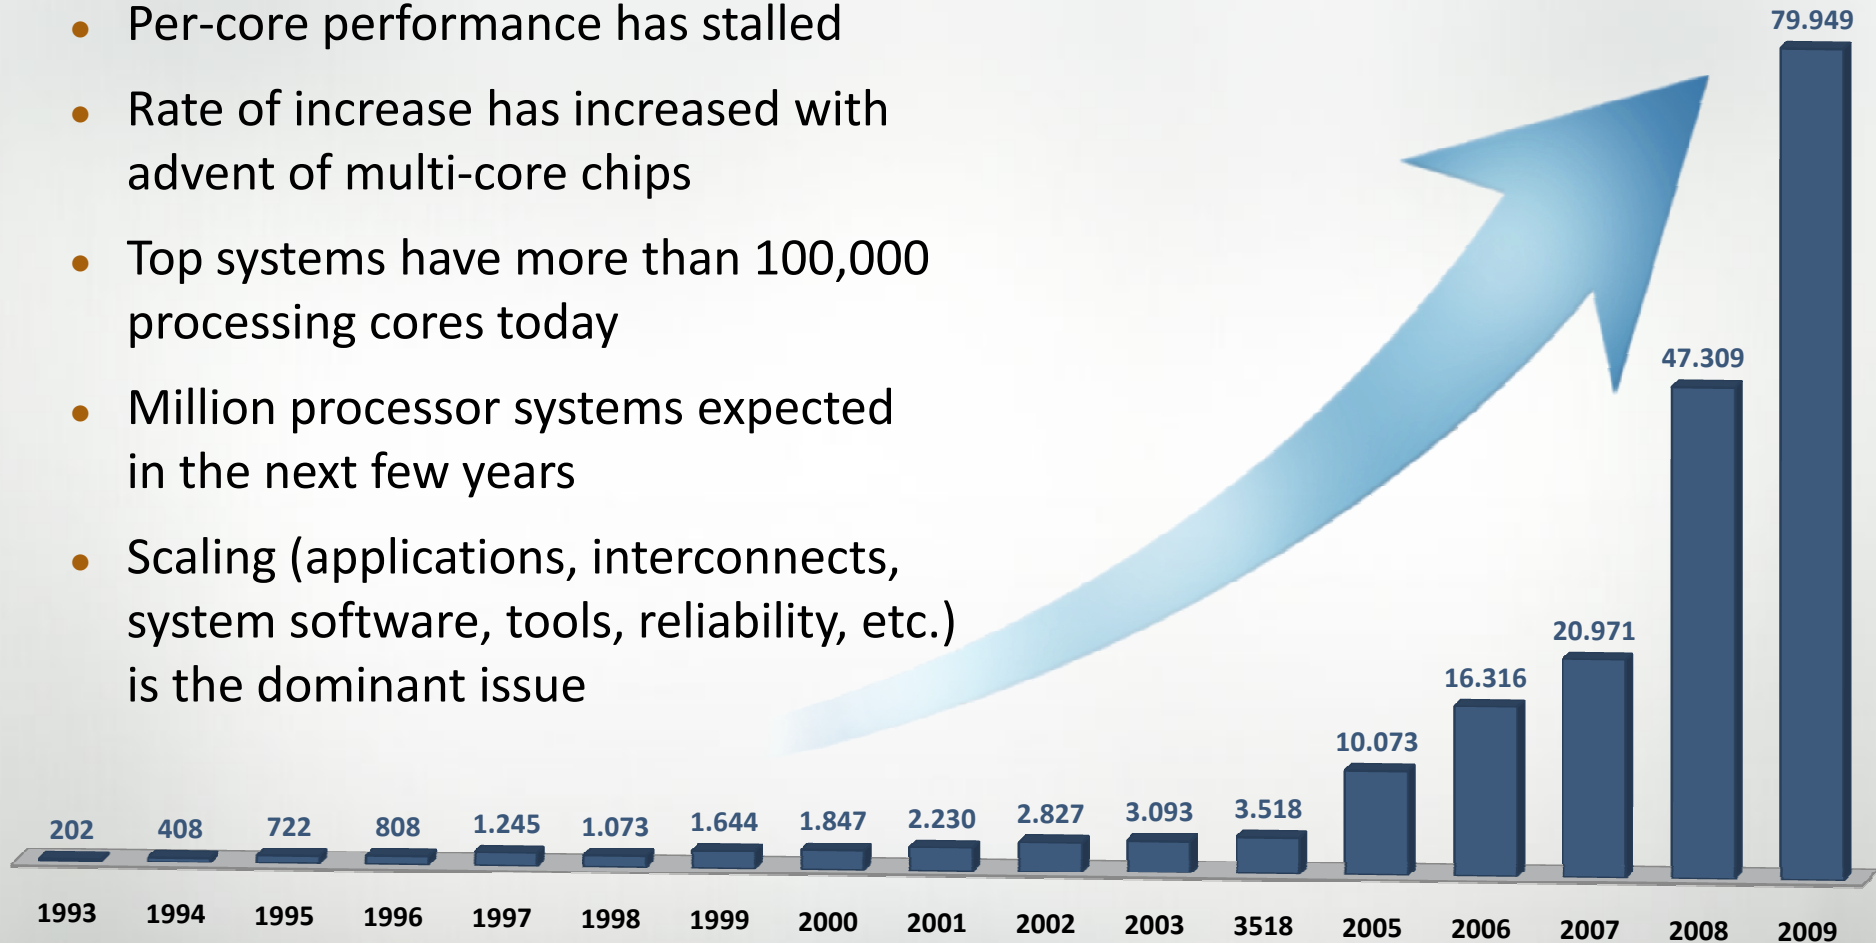 Per-core performance has stalled
Rate of increase has increased with
advent of multi-core chips
Top systems have more than 100,000
processing cores today
Million processor systems expected
in the next few years
Scaling (applications, interconnects,
system software, tools, reliability, etc.)
is the dominant issue
202 408 722 808 1.245 1.073 1.644 1.847 2.230 2.827 3.093 3.518 10.073 16.316 20.971 47.309 79.949
1993 1994 1995 1996 1997 1998 1999 2000 2001 2002 2003 3518 2005 2006 2007 2008 2009